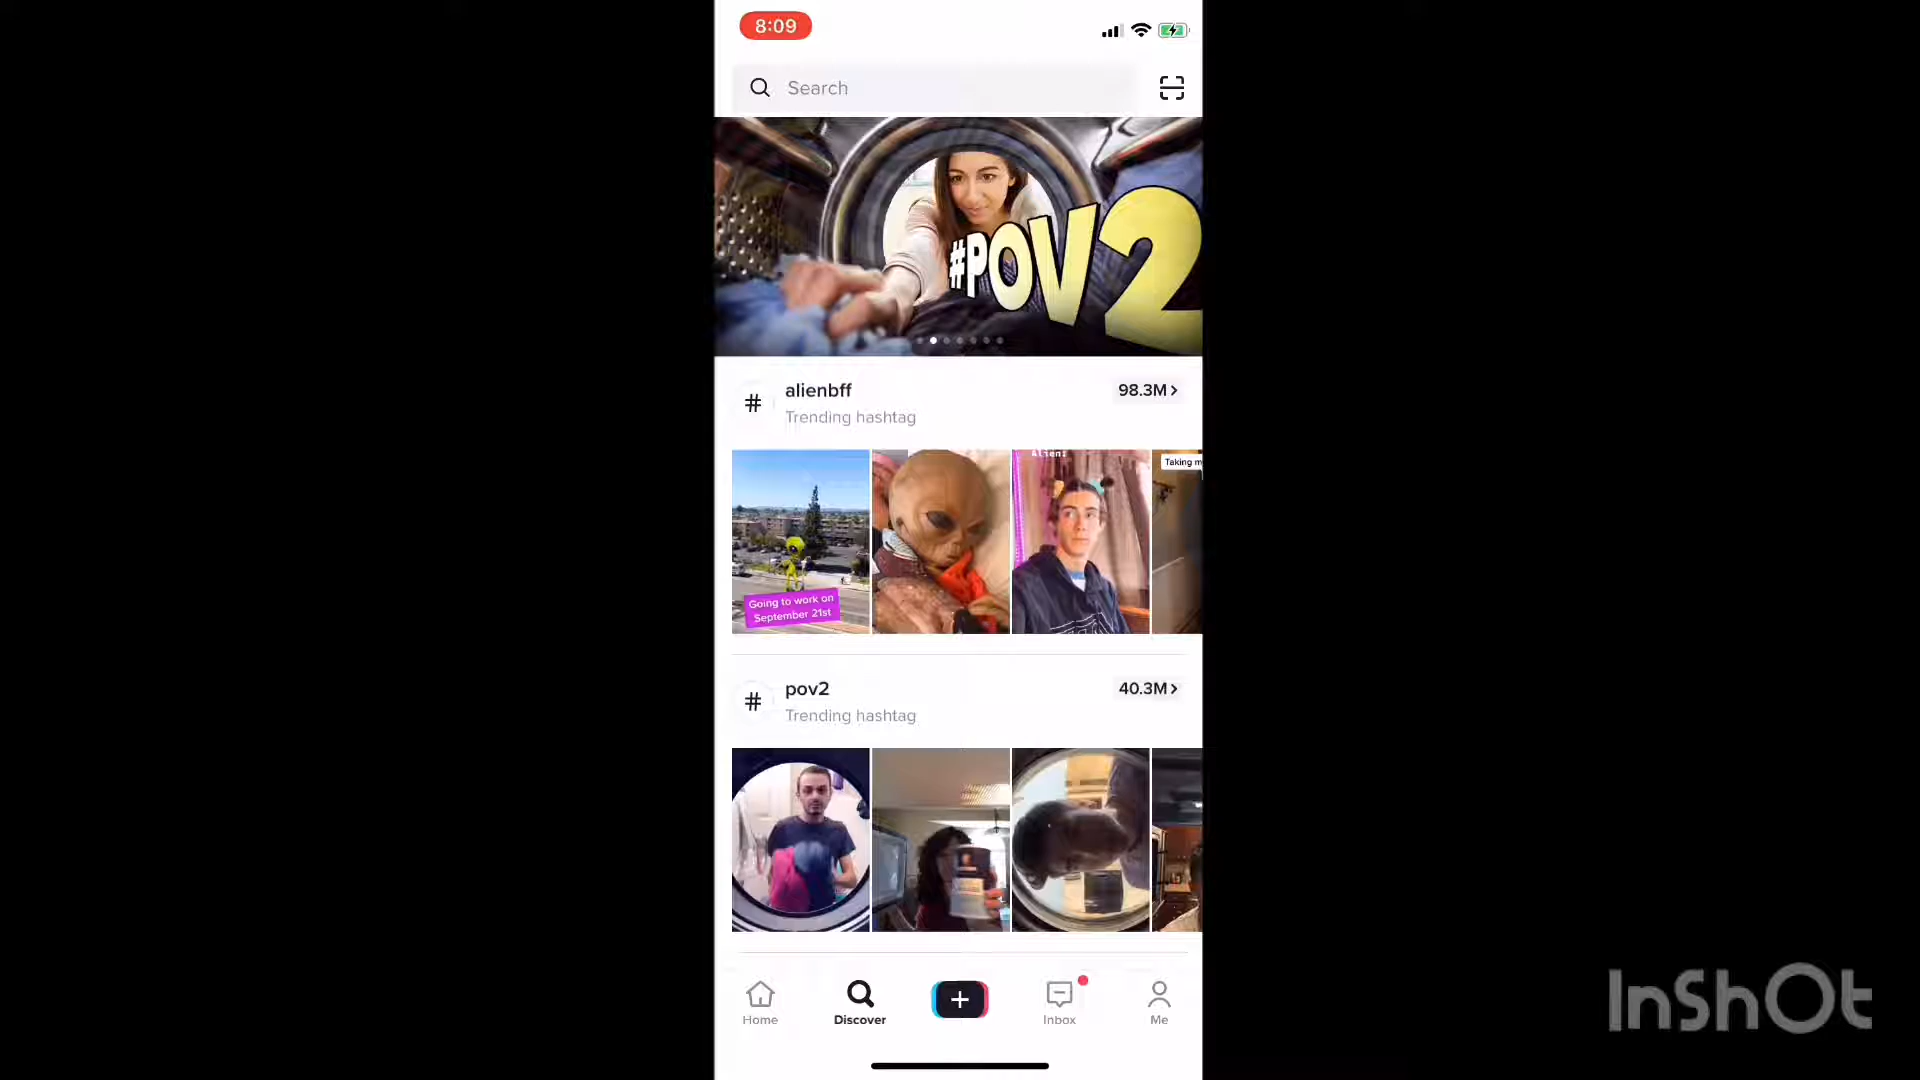 8:09
Search
#POV2
alienbff
98.3M
Trending hashtag
Going to work on
September 21st
Alien:
Taking m
# pov2
40.3M
Trending hashtag
Home
Discover
Inbox
Me
InShOt